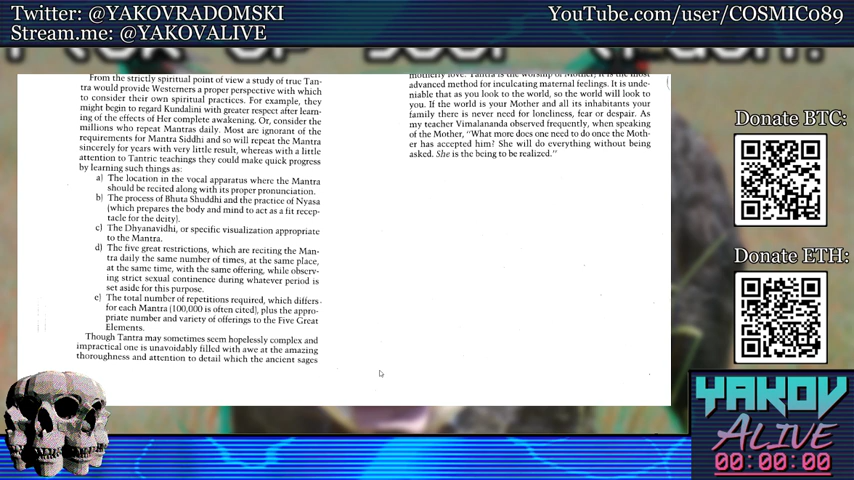 Twitter: @YAKOVRADOMSKI
Stream.me: @YAKOVALIVE
YouTube.com/user/COSMIC089
From the strictly spiritual point of view a study of true Tan-
tra would provide Westerners a proper perspective with which
to consider their own spiritual practices. For example, they
might begin to regard Kundalini with greater respect after learn-
ing of the effects of Her complete awakening. Or, consider the
millions who repeat Mantras daily. Most are ignorant of the
requirements for Mantra Siddhi and so will repeat the Mantra
sincerely for years with very little result, whereas with a little
attention to Tantric teachings they could make quick progress
by learning such things as:
a) The location in the vocal apparatus where the Mantra
should be recited along with its proper pronunciation.
b) The process of Bhuta Shuddhi and the practice of Nyasa
(which prepares the body and mind to act as a fit recep-
tacle for the deity).
c) The Dhyanavidhi, or specific visualization appropriate
to the Mantra.
d) The five great restrictions, which are reciting the Man-
tra daily the same number of times, at the same place,
at the same time, with the same offering, while observ-
ing strict sexual continence during whatever period is
set aside for this purpose.
e) The total number of repetitions required, which differs
for each Mantra (100,000 is often cited), plus the appro-
priate number and variety of offerings to the Five Great
Elements.
Though Tantra may sometimes seem hopelessly complex and
impractical one is unavoidably filled with awe at the amazing
thoroughness and attention to detail which the ancient sages
motherly love. Tantra is the worship of Mother; it is the most
advanced method for inculcating maternal feelings. It is unde-
niable that as you look to the world, so the world will look to
you. If the world is your Mother and all its inhabitants your
family there is never need for loneliness, fear or despair. As
my teacher Vimalananda observed frequently, when speaking
of the Mother, "What more does one need to do once the Moth-
er has accepted him? She will do everything without being
asked. She is the being to be realized."
Donate BTC:
Donate ETH:
YAKOV
ALIVE
00:00:00